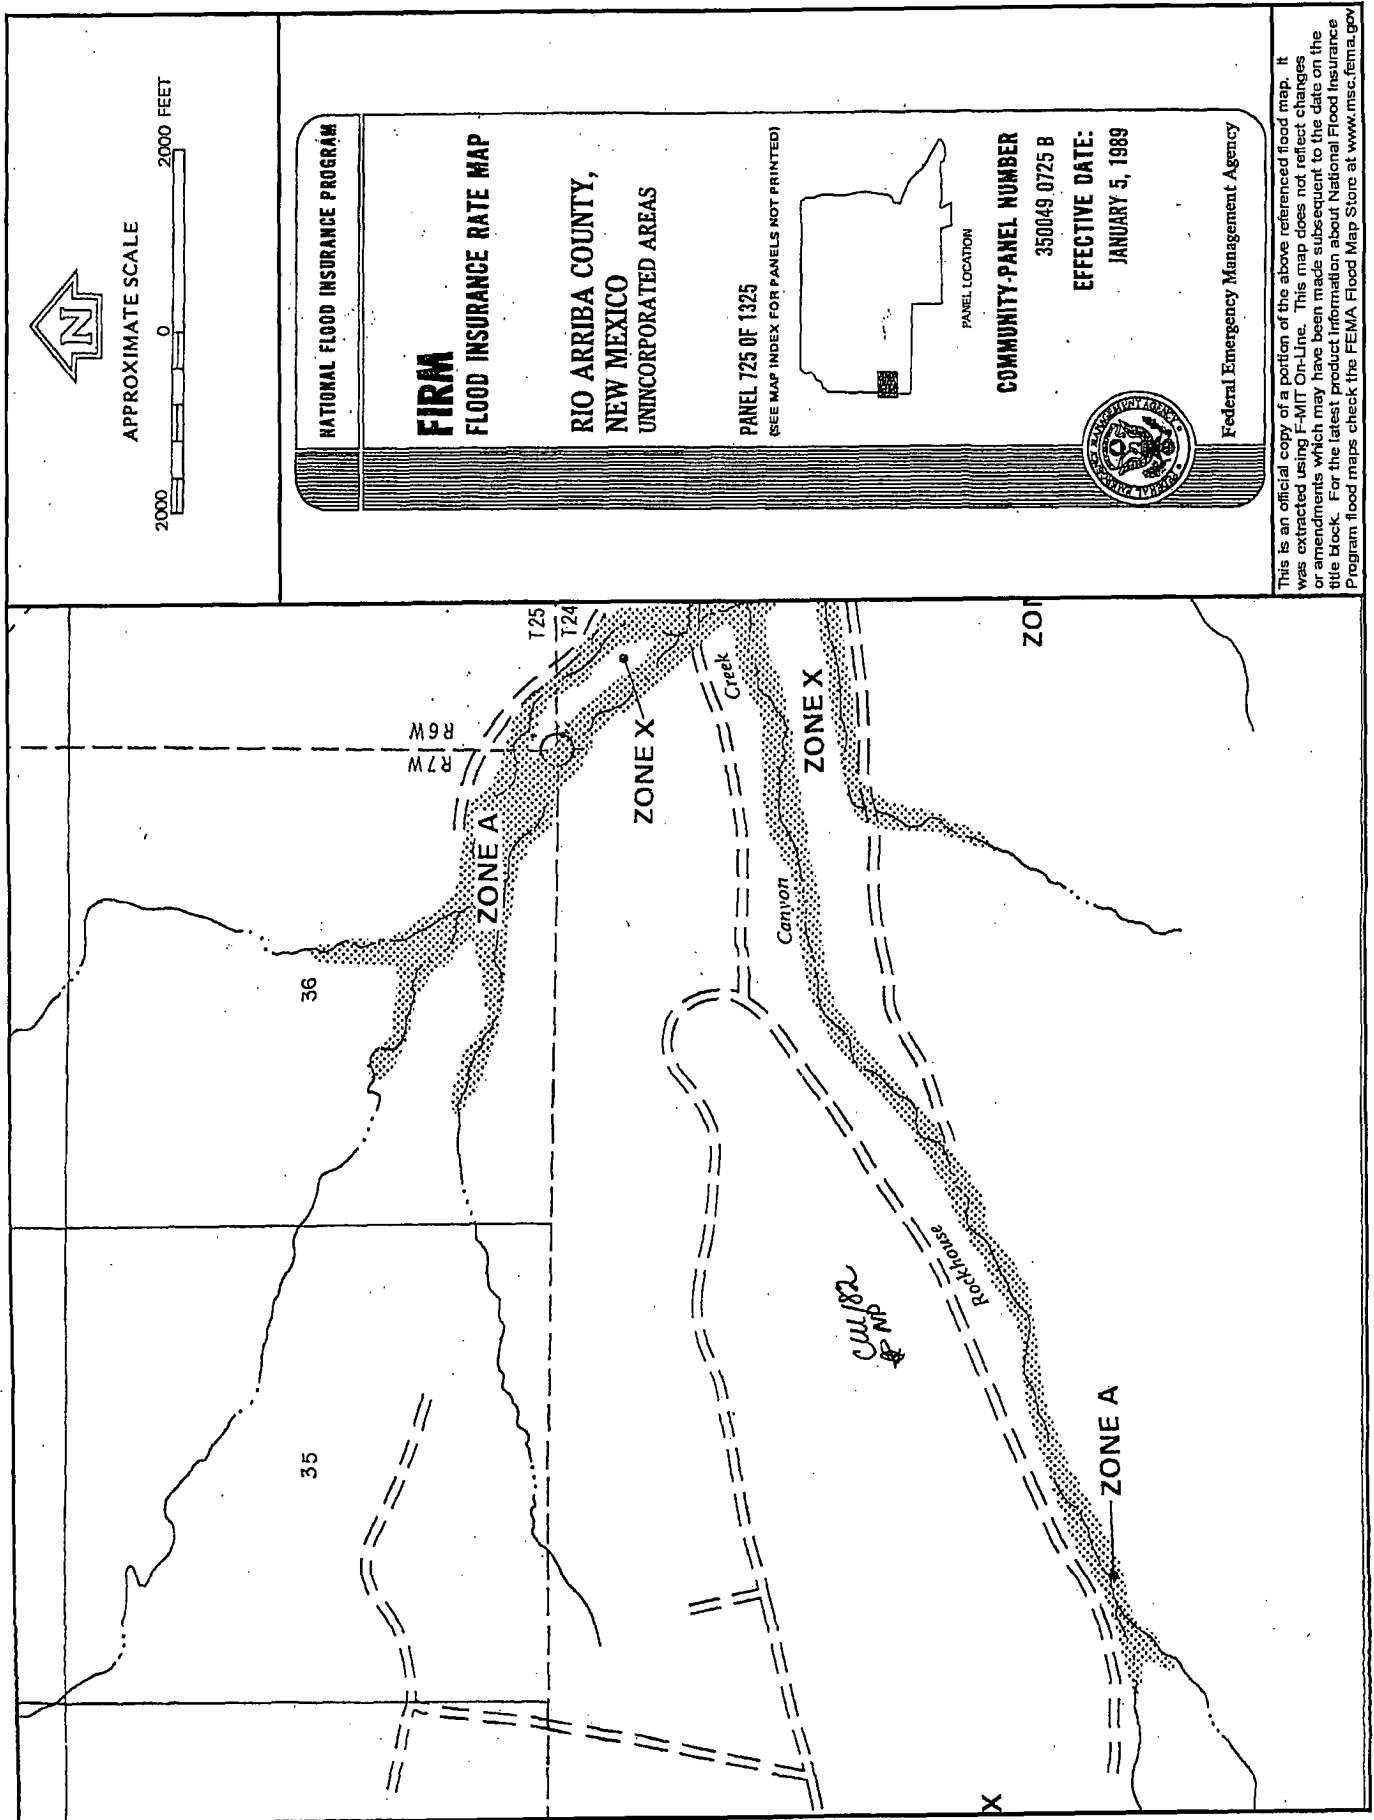 APPROXIMATE SCALE
2000 0 2000 FEET
N
NATIONAL FLOOD INSURANCE PROGRAM
FIRM
FLOOD INSURANCE RATE MAP
RIO ARRIBA COUNTY,
NEW MEXICO
UNINCORPORATED AREAS
PANEL 725 OF 1325
(SEE MAP INDEX FOR PANELS NOT PRINTED)
PANEL LOCATION
COMMUNITY-PANEL NUMBER
350049 0725 B
EFFECTIVE DATE:
JANUARY 5, 1989
Federal Emergency Management Agency
This is an official copy of a portion of the above referenced flood map. It
was extracted using F-MIT On-Line. This map does not reflect changes
or amendments which may have been made subsequent to the date on the
title block. For the latest product information about National Flood Insurance
Program flood maps check the FEMA Flood Map Store at www.msc.fema.gov
R7W R6W
T25
T24
35
36
ZONE A
ZONE X
Creek
Canyon
ZONE X
Rockhouse
ZONE A
ZON
X
182
NP